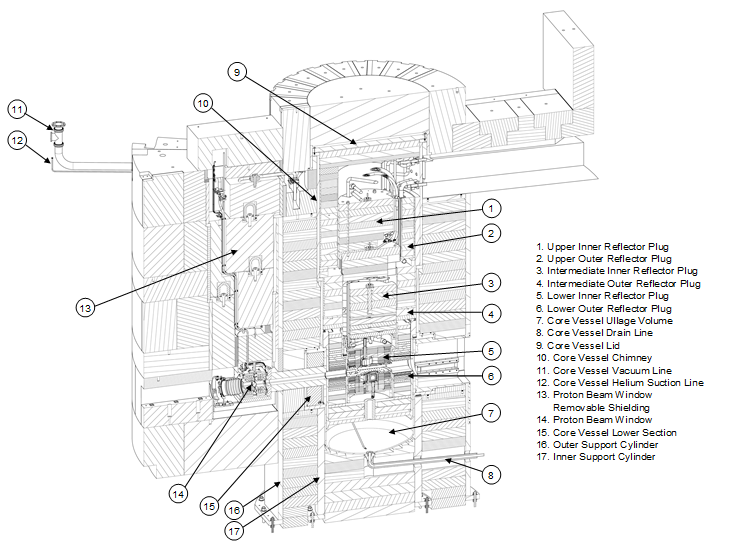 9
10
11
12
1
2
3
4
13
5
6
7
8
14
15
16
17
1. Upper Inner Reflector Plug
2. Upper Outer Reflector Plug
3. Intermediate Inner Reflector Plug
4. Intermediate Outer Reflector Plug
5. Lower Inner Reflector Plug
6. Lower Outer Reflector Plug
7. Core Vessel Ullage Volume
8. Core Vessel Drain Line
9. Core Vessel Lid
10. Core Vessel Chimney
11. Core Vessel Vacuum Line
12. Core Vessel Helium Suction Line
13. Proton Beam Window
Removable Shielding
14. Proton Beam Window
15. Core Vessel Lower Section
16. Outer Support Cylinder
17. Inner Support Cylinder